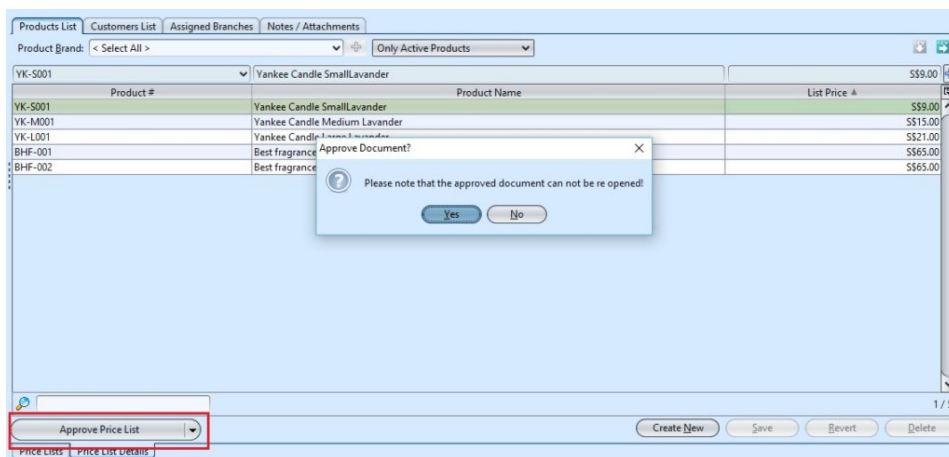 Products List Customers List Assigned Branches Notes / Attachments
Product Brand: < Select All > Only Active Products
YK-S001 Yankee Candle SmallLavander S$9.00
Product # Product Name List Price
YK-S001 Yankee Candle SmallLavander S$9.00
YK-M001 Yankee Candle Medium Lavander S$15.00
YK-L001 Yankee Candle Large Lavander S$21.00
BHF-001 Best fragrance S$65.00
BHF-002 Best fragrance S$65.00
Approve Document?
Please note that the approved document can not be re opened!
Yes No
1/
Approve Price List Create New Save Revert Delete
Price Lists Price List Details